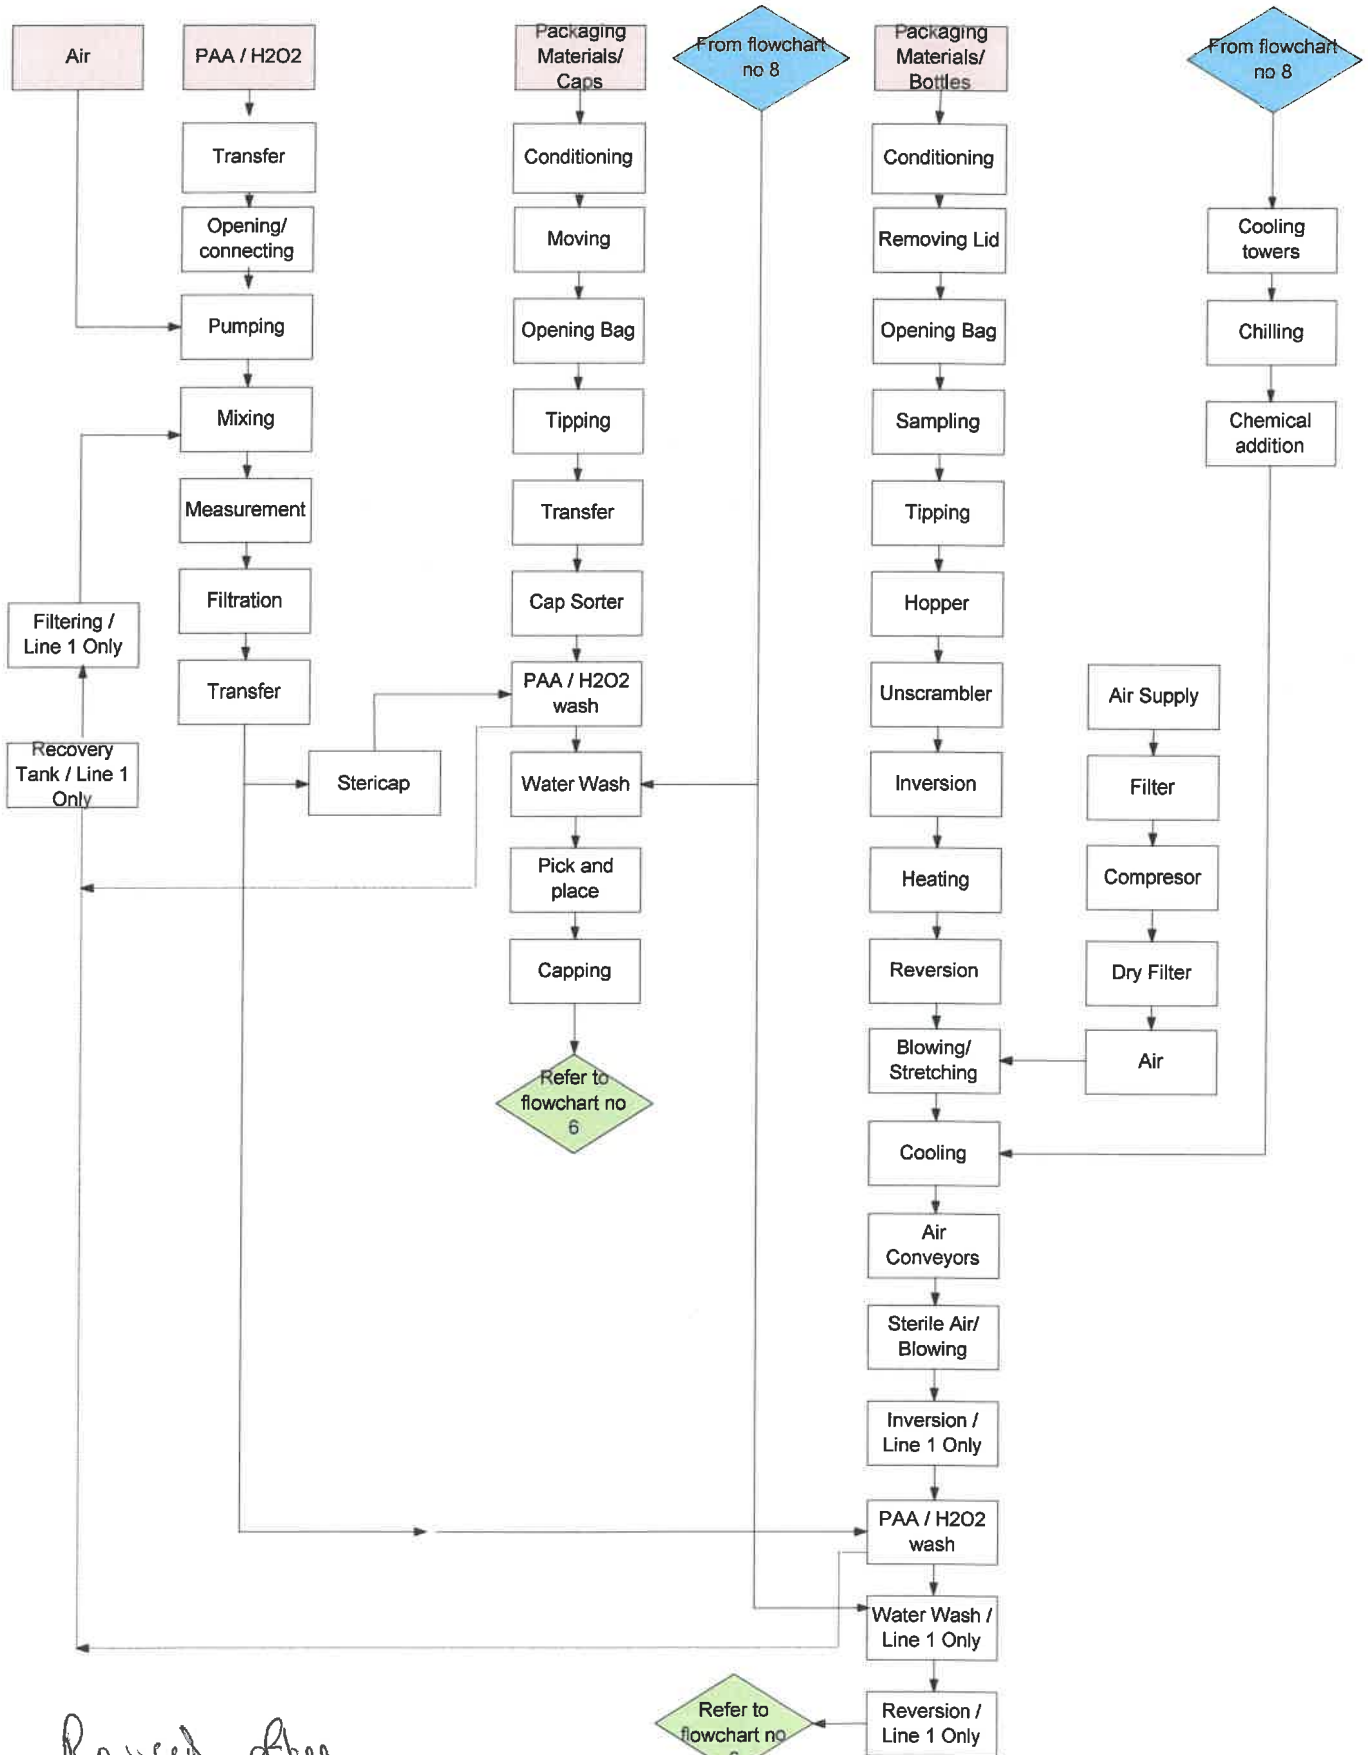 Air
PAA / H2O2
Transfer
Opening/
connecting
Pumping
Mixing
Measurement
Filtration
Transfer
Filtering /
Line 1 Only
Recovery
Tank / Line 1
Only
Stericap
Packaging
Materials/
Caps
Conditioning
Moving
Opening Bag
Tipping
Transfer
Cap Sorter
PAA / H2O2
wash
Water Wash
Pick and
place
Capping
Refer to
flowchart no
6
From flowchart
no 8
Packaging
Materials/
Bottles
Conditioning
Removing Lid
Opening Bag
Sampling
Tipping
Hopper
Unscrambler
Inversion
Heating
Reversion
Blowing/
Stretching
Cooling
Air
Conveyors
Sterile Air/
Blowing
Inversion /
Line 1 Only
PAA / H2O2
wash
Water Wash /
Line 1 Only
Reversion /
Line 1 Only
Refer to
flowchart no
Air Supply
Filter
Compresor
Dry Filter
Air
From flowchart
no 8
Cooling
towers
Chilling
Chemical
addition